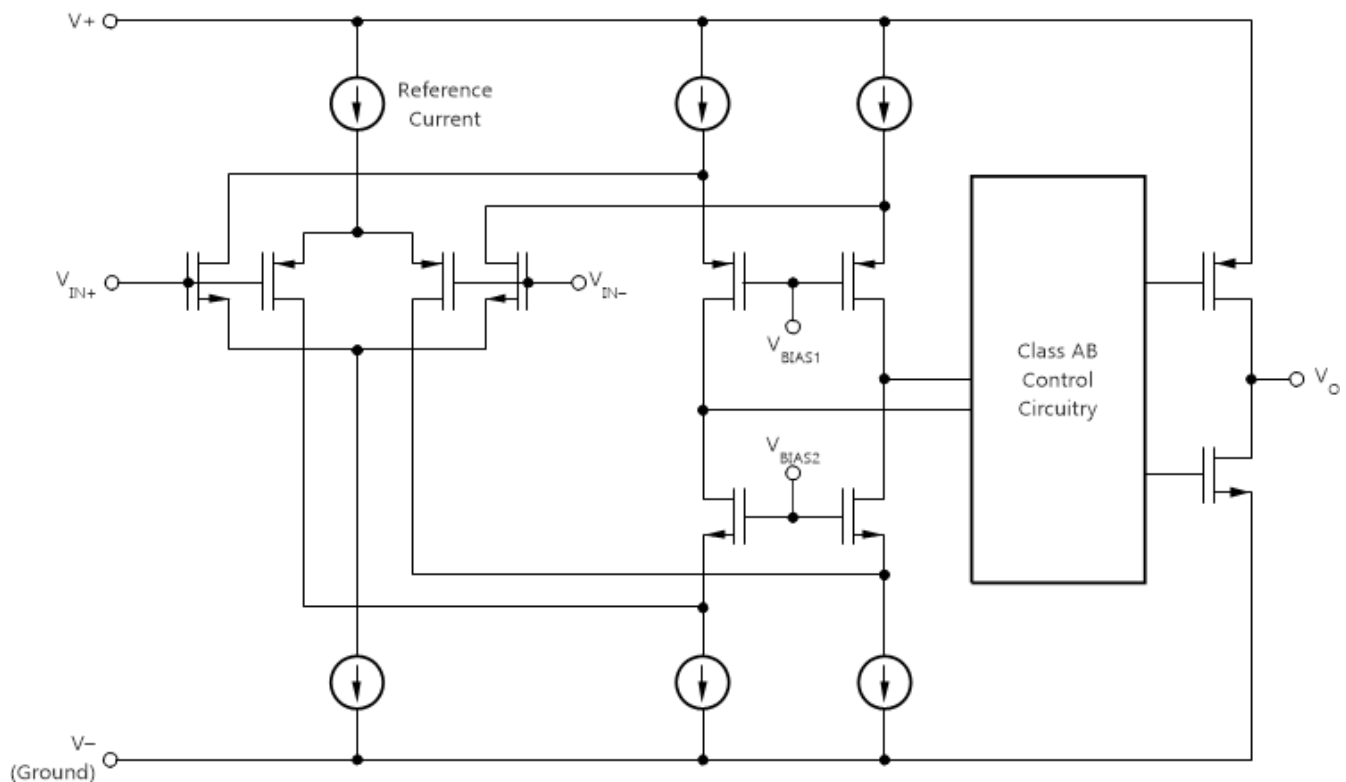 V+
Reference
Current
VIN+
VIN−
VBIAS1
Class AB
Control
Circuitry
VO
VBIAS2
V−
(Ground)